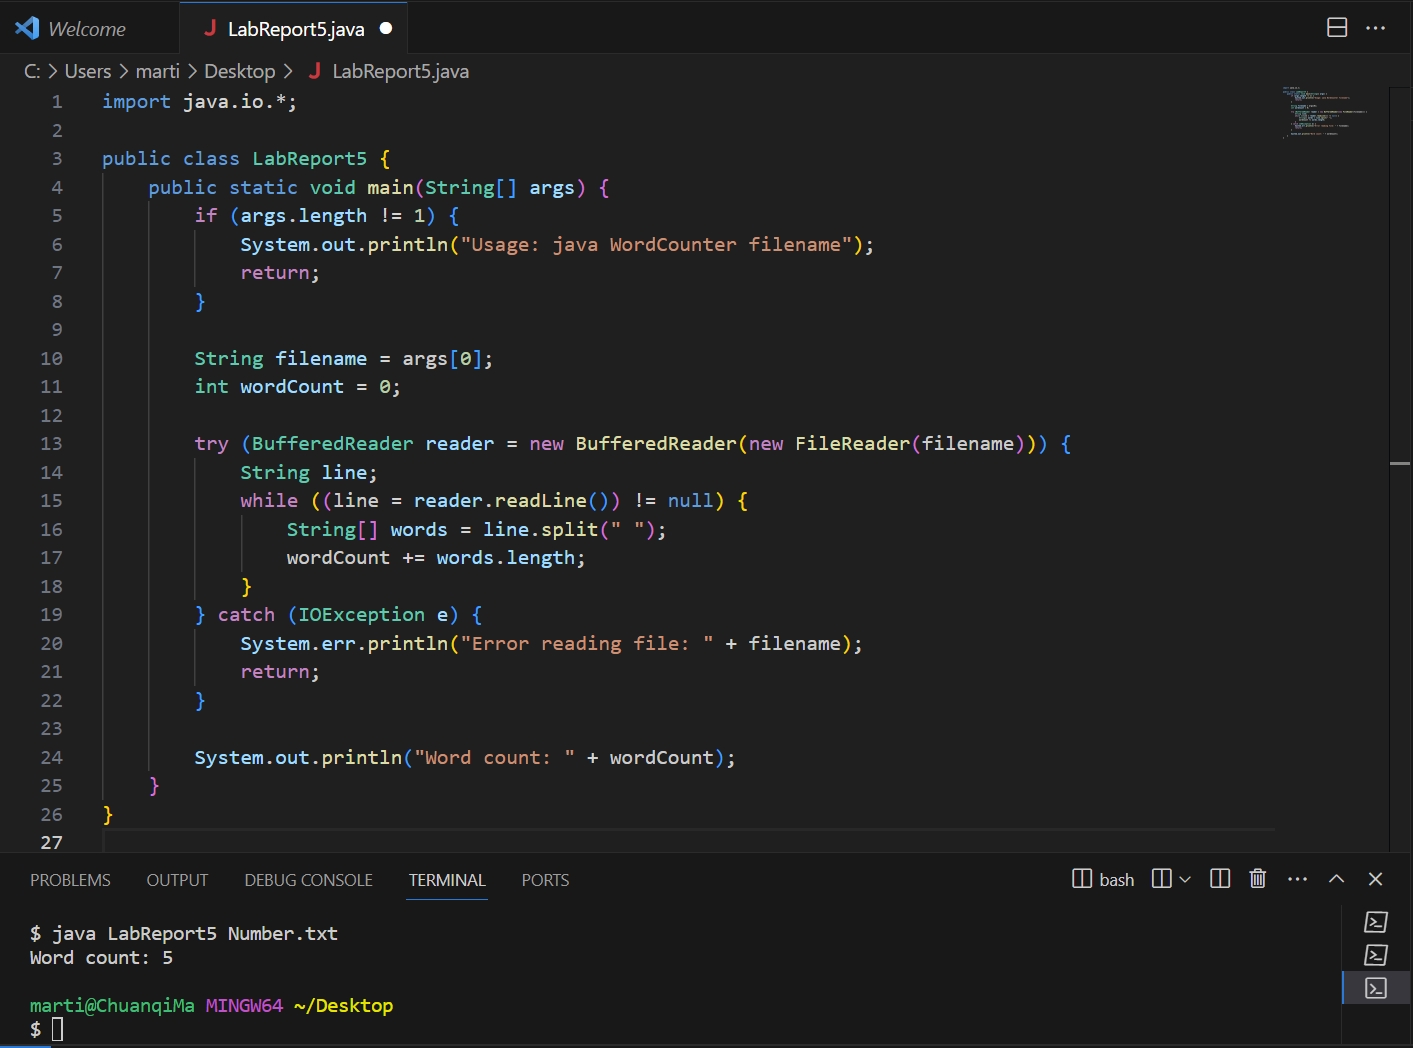 Welcome
LabReport5.java
C: > Users > marti > Desktop > LabReport5.java
1 import java.io.*;
2
3 public class LabReport5 {
4 public static void main(String[] args) {
5 if (args.length != 1) {
6 System.out.println("Usage: java WordCounter filename");
7 return;
8 }
9
10 String filename = args[0];
11 int wordCount = 0;
12
13 try (BufferedReader reader = new BufferedReader(new FileReader(filename))) {
14 String line;
15 while ((line = reader.readLine()) != null) {
16 String[] words = line.split(" ");
17 wordCount += words.length;
18 }
19 } catch (IOException e) {
20 System.err.println("Error reading file: " + filename);
21 return;
22 }
23
24 System.out.println("Word count: " + wordCount);
25 }
26 }
27
PROBLEMS OUTPUT DEBUG CONSOLE TERMINAL PORTS bash
$ java LabReport5 Number.txt
Word count: 5
marti@ChuanqiMa MINGW64 ~/Desktop
$